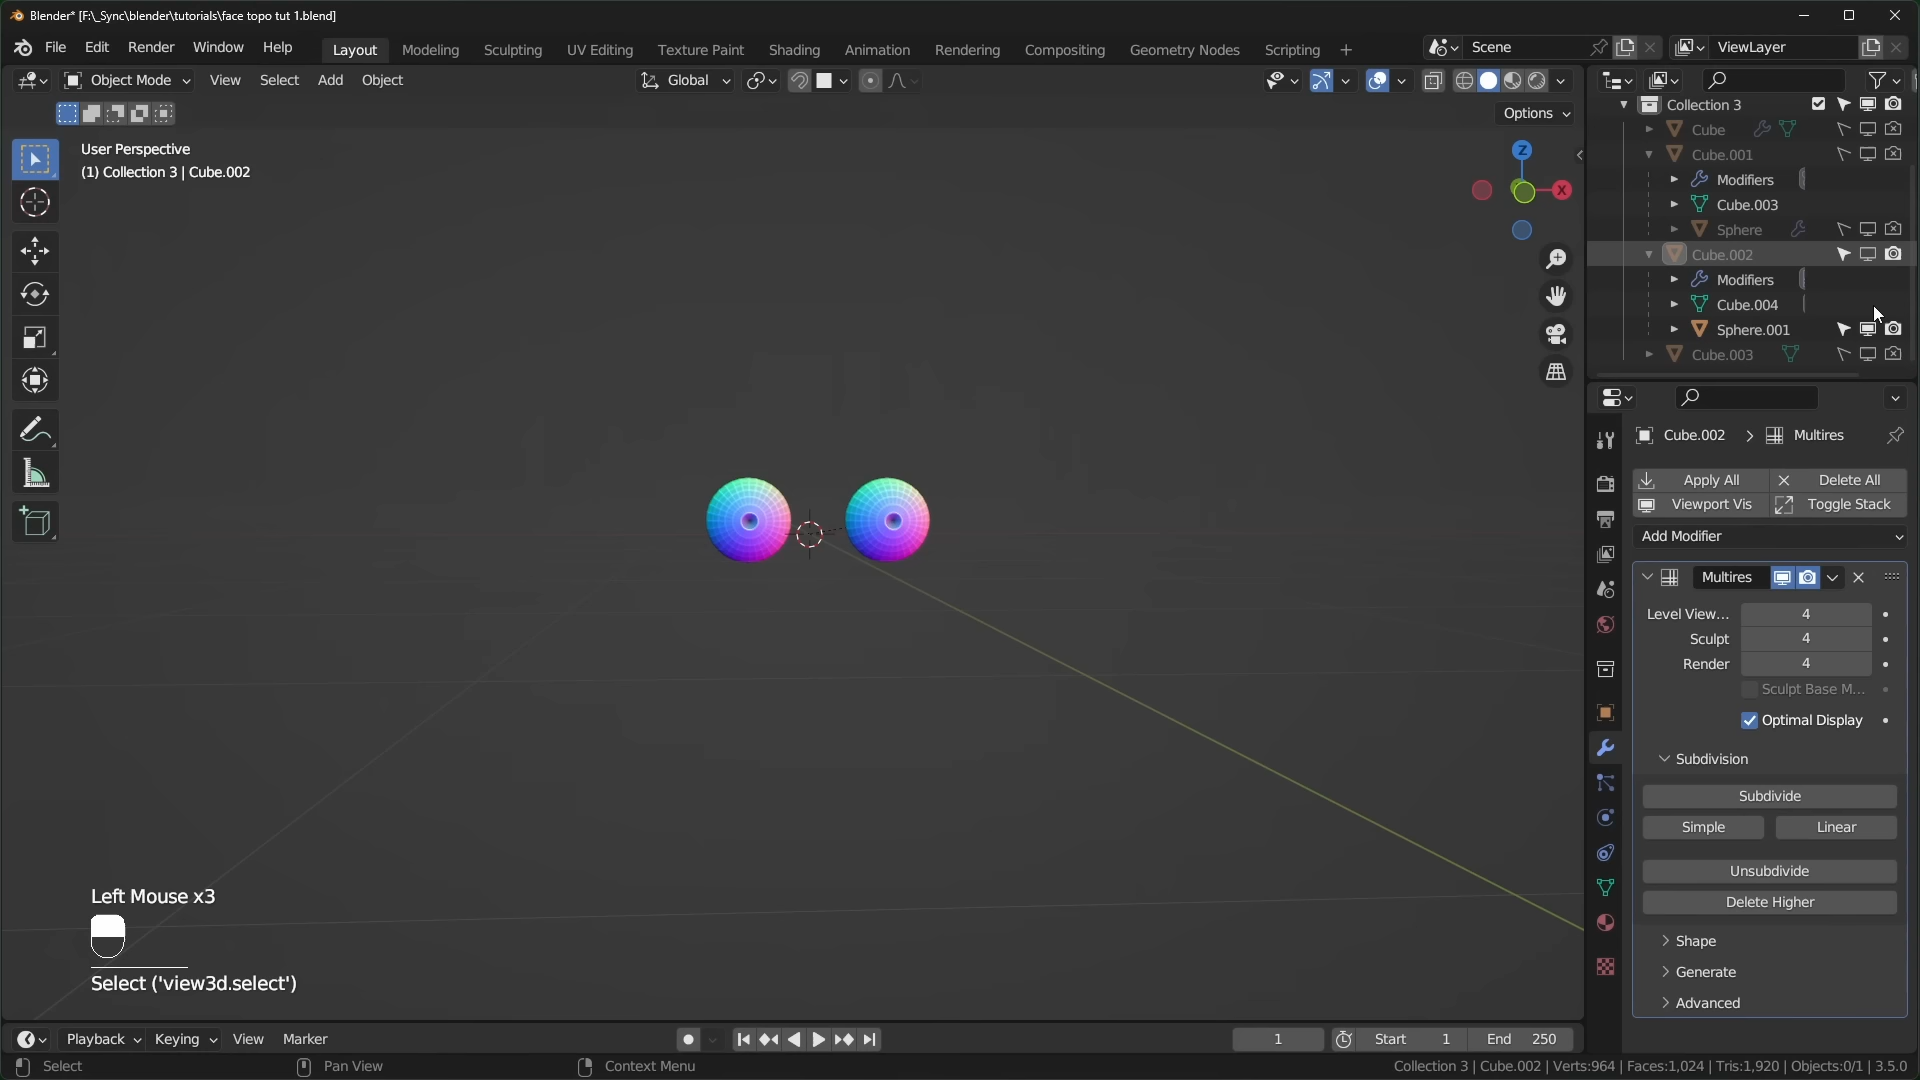 Blender* [F:\_Sync\blender\tutorials\face topo tut 1.blend]
File Edit Render Window Help
Layout Modeling Sculpting UV Editing Texture Paint Shading Animation Rendering Compositing Geometry Nodes Scripting +
Scene
ViewLayer
Object Mode View Select Add Object
Global
Options
User Perspective
(1) Collection 3 | Cube.002
Z
X
Collection 3
Cube
Cube.001
Modifiers
Cube.003
Sphere
Cube.002
Modifiers
Cube.004
Sphere.001
Cube.003
Cube.002 > Multires
Apply All Delete All
Viewport Vis Toggle Stack
Add Modifier
Multires
Level View... 4
Sculpt 4
Render 4
Sculpt Base M...
Optimal Display
Subdivision
Subdivide
Simple Linear
Unsubdivide
Delete Higher
Shape
Generate
Advanced
Left Mouse x3
Select ('view3d.select')
Playback Keying View Marker
1
Start 1
End 250
Select
Pan View
Context Menu
Collection 3 | Cube.002 | Verts:964 | Faces:1,024 | Tris:1,920 | Objects:0/1 | 3.5.0